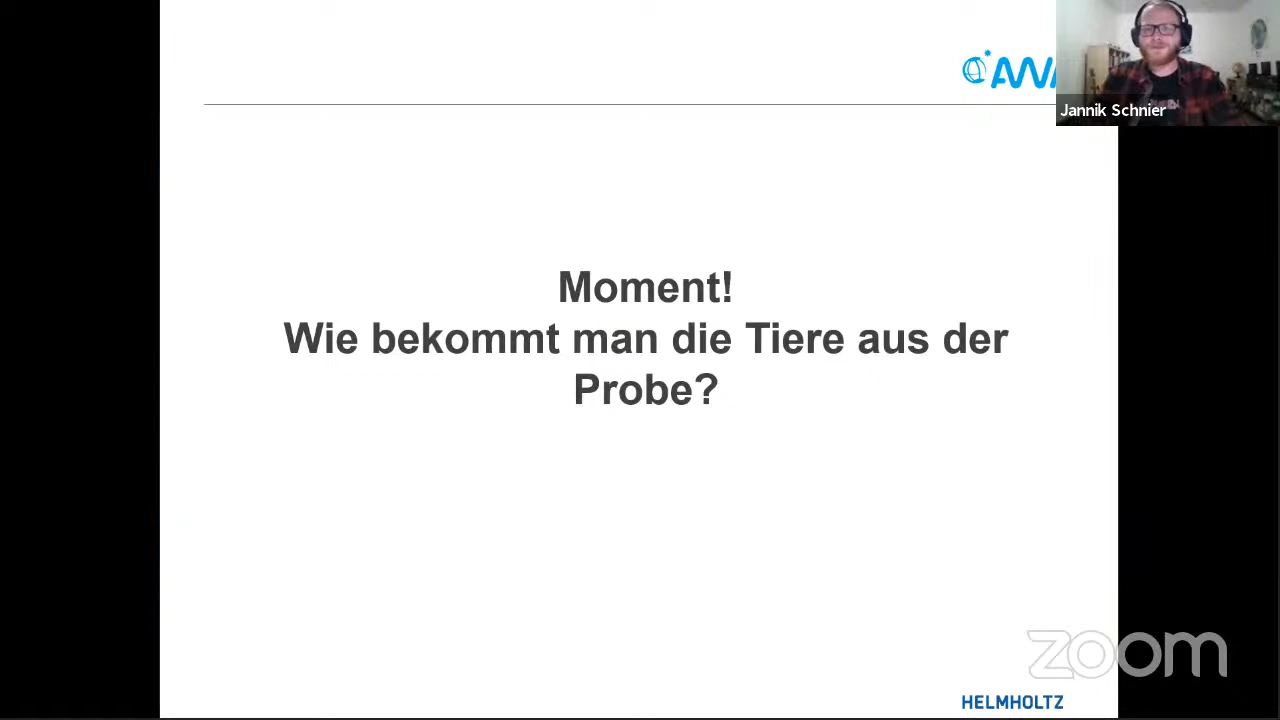 Jannik Schnier
Moment!
Wie bekommt man die Tiere aus der
Probe?
zoom
HELMHOLTZ